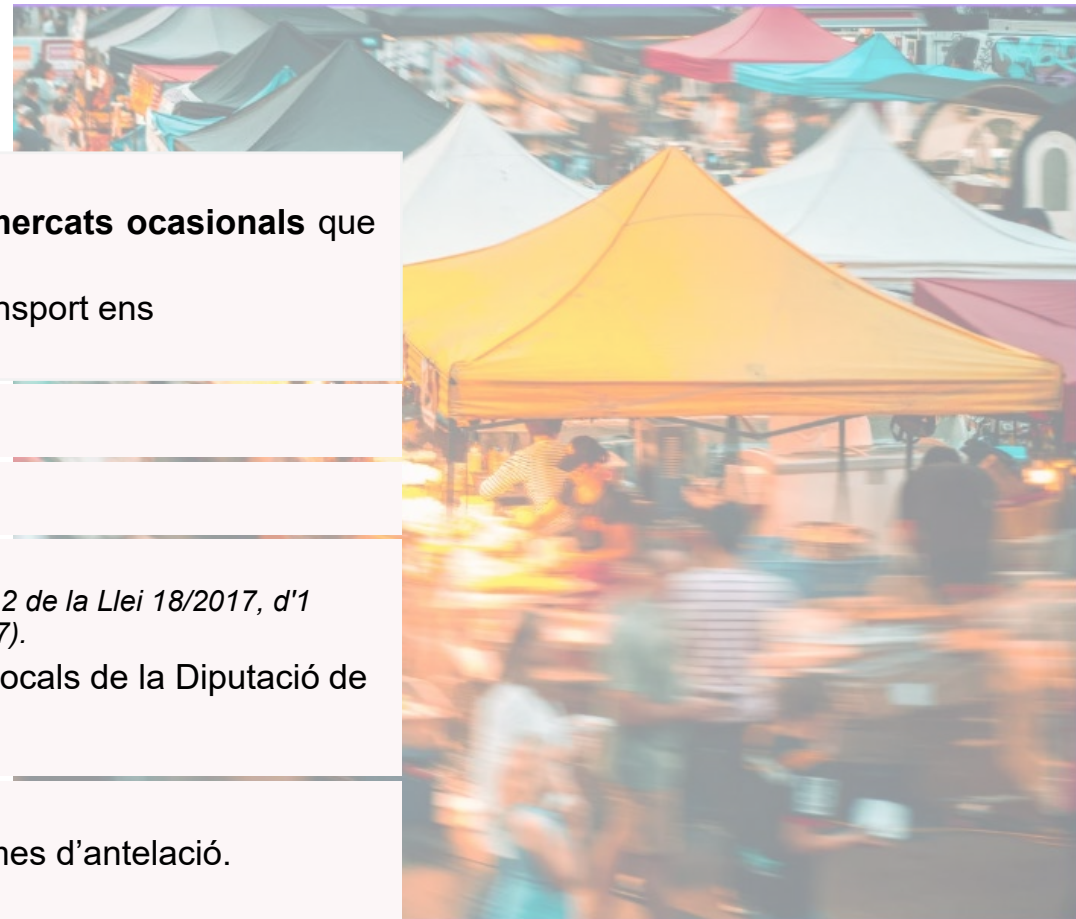 mercats ocasionals que
nsport ens
2 de la Llei 18/2017, d'1
7).
ocals de la Diputació de
nes d’antelació.